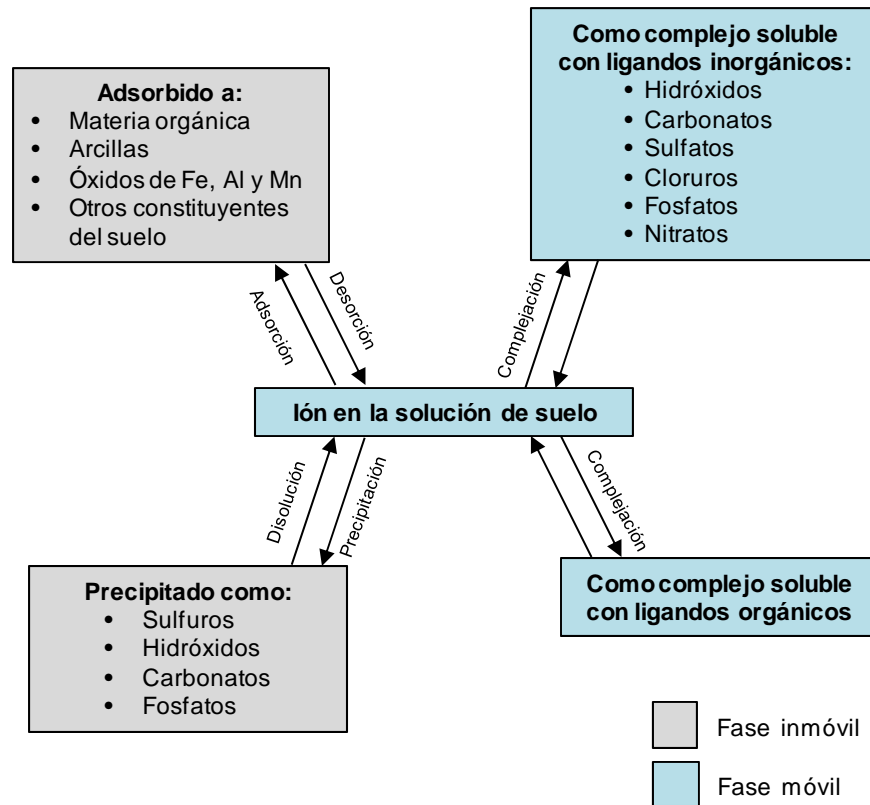 Adsorbido a:
• Materia orgánica
• Arcillas
• Óxidos de Fe, Al y Mn
• Otros constituyentes
del suelo
Como complejo soluble
con ligandos inorgánicos:
• Hidróxidos
• Carbonatos
• Sulfatos
• Cloruros
• Fosfatos
• Nitratos
Adsorción
Desorción
Complejación
Ión en la solución de suelo
Disolución
Precipitación
Complejación
Precipitado como:
• Sulfuros
• Hidróxidos
• Carbonatos
• Fosfatos
Como complejo soluble
con ligandos orgánicos
Fase inmóvil
Fase móvil